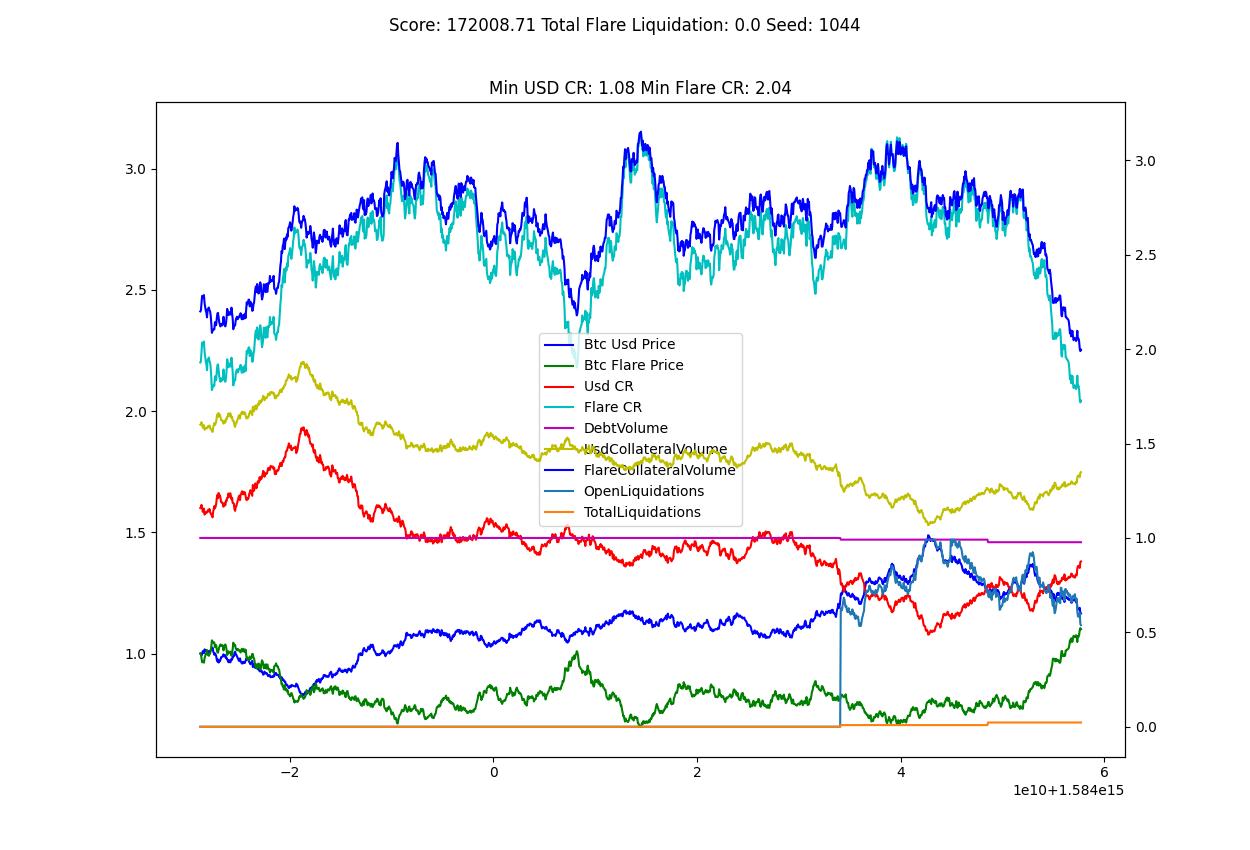 Score: 172008.71 Total Flare Liquidation: 0.0 Seed: 1044
Min USD CR: 1.08 Min Flare CR: 2.04
3.0
2.5
2.0
1.5
1.0
3.0
2.5
2.0
1.5
1.0
0.5
0.0
Btc Usd Price
Btc Flare Price
Usd CR
Flare CR
DebtVolume
UsdCollateralVolume
FlareCollateralVolume
OpenLiquidations
TotalLiquidations
−2 0 2 4 6
1e10+1.584e15